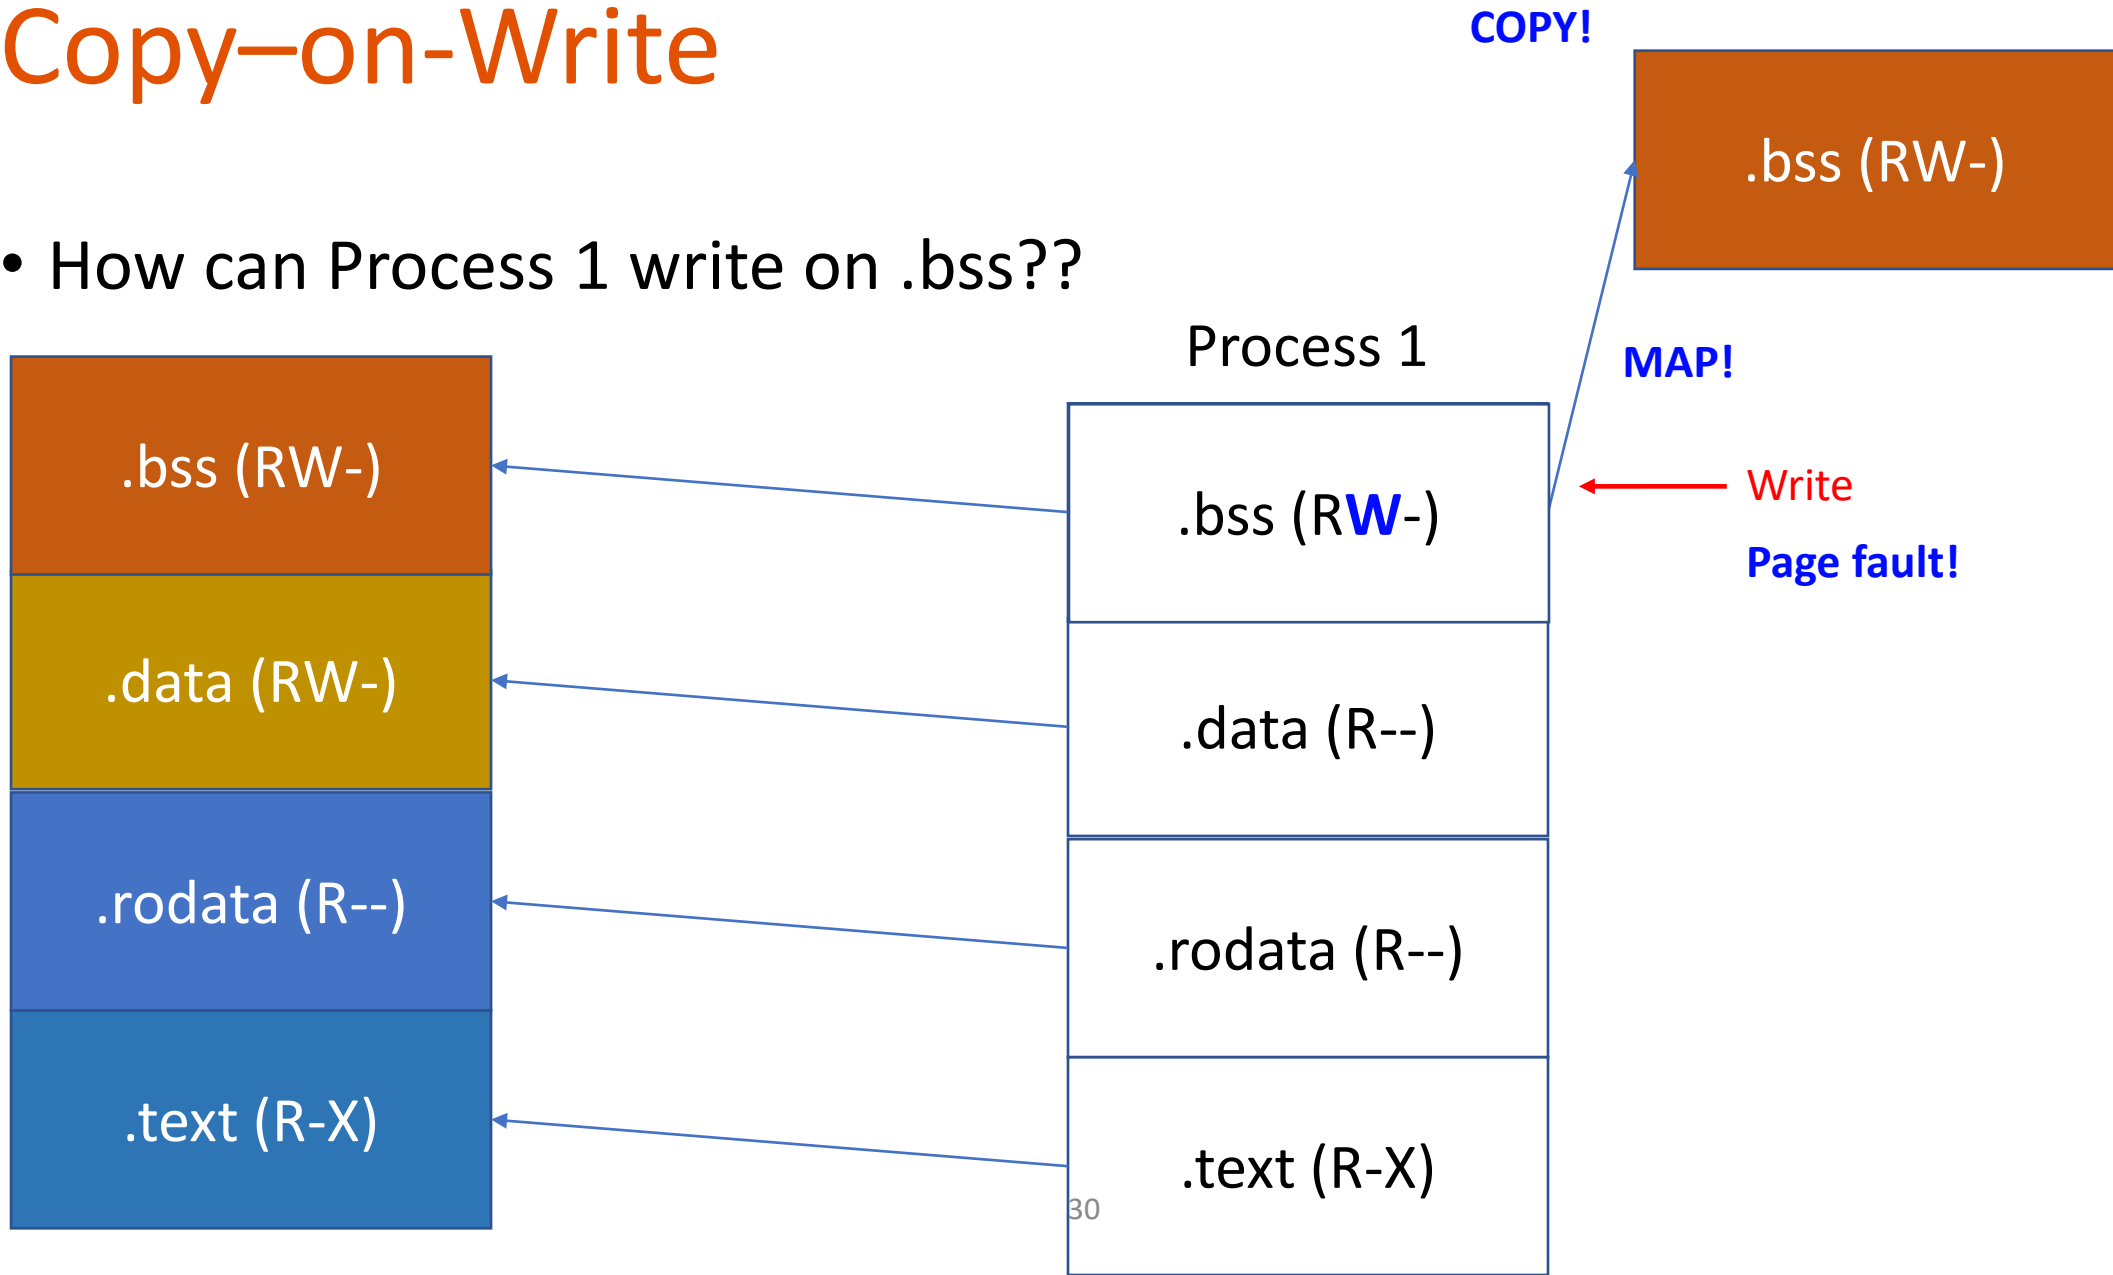 Copy–on-Write
COPY!
.bss (RW-)
• How can Process 1 write on .bss??
Process 1
MAP!
.bss (RW-)
.bss (RW-)
Write
Page fault!
.data (RW-)
.data (R--)
.rodata (R--)
.rodata (R--)
.text (R-X)
.text (R-X)
30